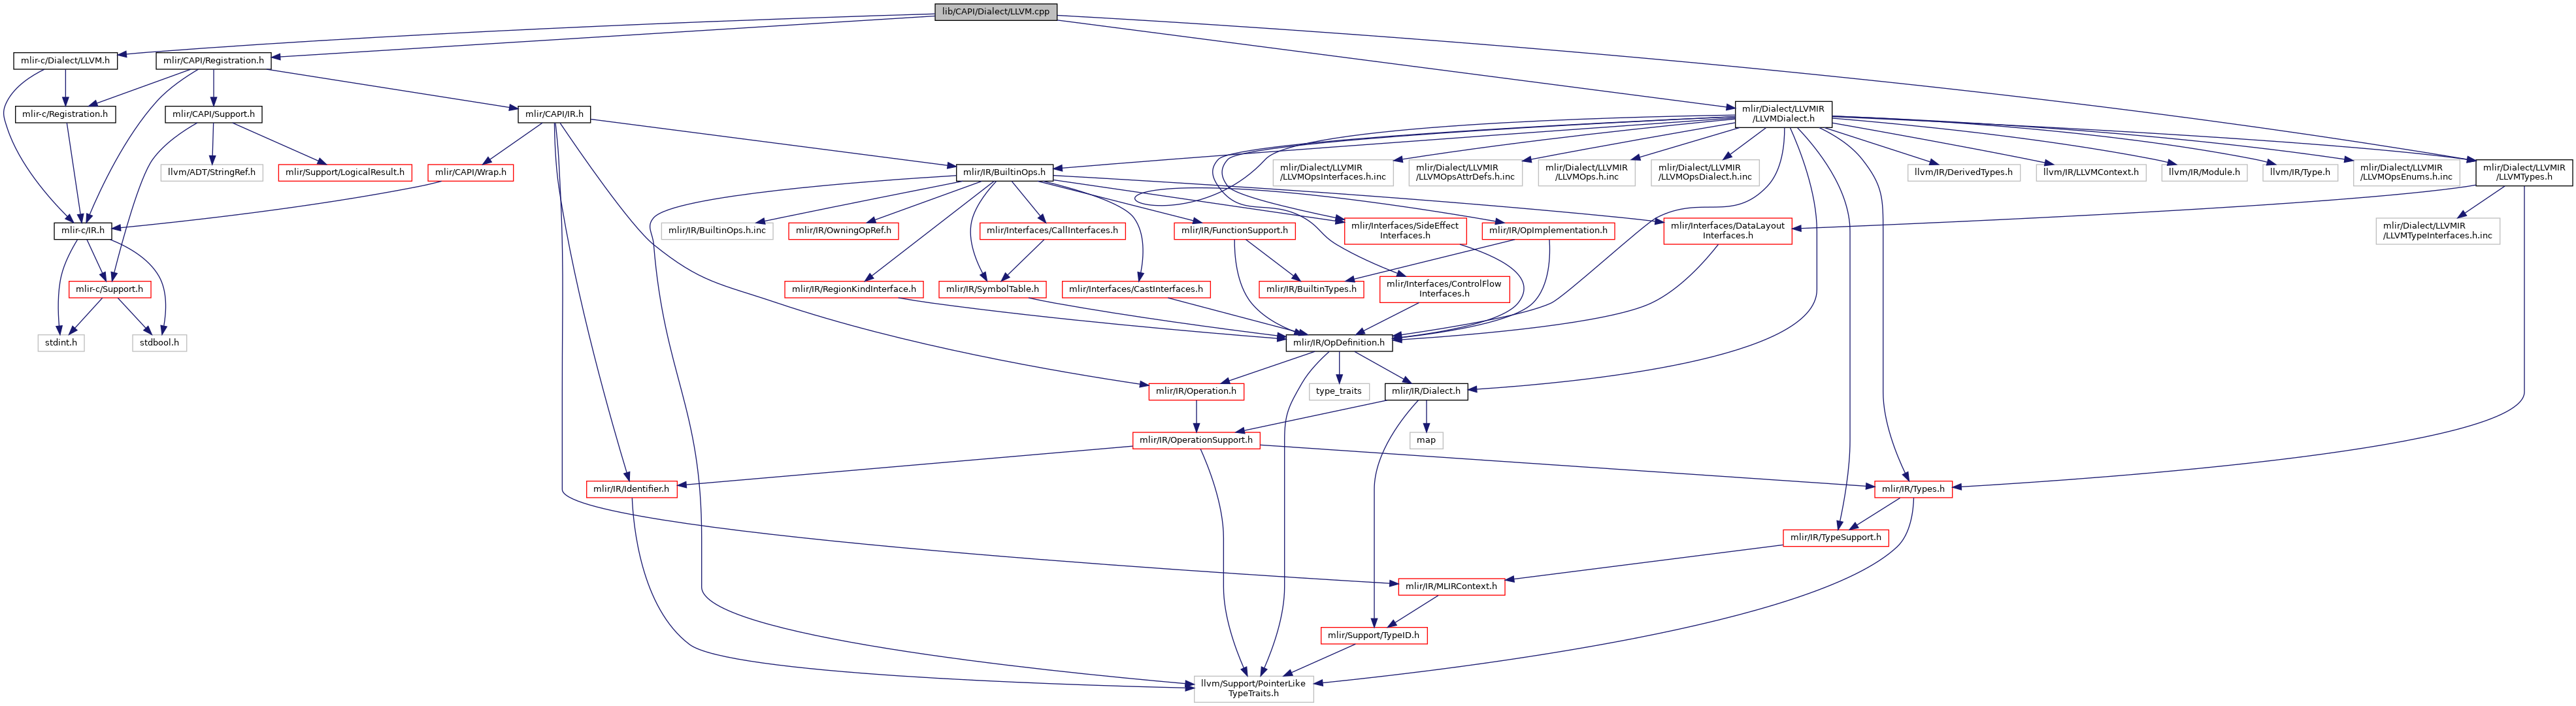 lib/CAPI/Dialect/LLVM.cpp
mlir-c/Dialect/LLVM.h
mlir/CAPI/Registration.h
mlir-c/Registration.h
mlir/CAPI/Support.h
mlir/CAPI/IR.h
mlir/Dialect/LLVMIR
/LLVMDialect.h
llvm/ADT/StringRef.h
mlir/Support/LogicalResult.h
mlir/CAPI/Wrap.h
mlir/IR/BuiltinOps.h
mlir/Dialect/LLVMIR
/LLVMOpsInterfaces.h.inc
mlir/Dialect/LLVMIR
/LLVMOpsAttrDefs.h.inc
mlir/Dialect/LLVMIR
/LLVMOps.h.inc
mlir/Dialect/LLVMIR
/LLVMOpsDialect.h.inc
llvm/IR/DerivedTypes.h
llvm/IR/LLVMContext.h
llvm/IR/Module.h
llvm/IR/Type.h
mlir/Dialect/LLVMIR
/LLVMOpsEnums.h.inc
mlir/Dialect/LLVMIR
/LLVMTypes.h
mlir-c/IR.h
mlir/IR/BuiltinOps.h.inc
mlir/IR/OwningOpRef.h
mlir/Interfaces/CallInterfaces.h
mlir/IR/FunctionSupport.h
mlir/Interfaces/SideEffect
Interfaces.h
mlir/IR/OpImplementation.h
mlir/Interfaces/DataLayout
Interfaces.h
mlir/Dialect/LLVMIR
/LLVMTypeInterfaces.h.inc
mlir-c/Support.h
mlir/IR/RegionKindInterface.h
mlir/IR/SymbolTable.h
mlir/Interfaces/CastInterfaces.h
mlir/IR/BuiltinTypes.h
mlir/Interfaces/ControlFlow
Interfaces.h
stdint.h
stdbool.h
mlir/IR/OpDefinition.h
mlir/IR/Operation.h
type_traits
mlir/IR/Dialect.h
mlir/IR/OperationSupport.h
map
mlir/IR/Identifier.h
mlir/IR/Types.h
mlir/IR/TypeSupport.h
mlir/IR/MLIRContext.h
mlir/Support/TypeID.h
llvm/Support/PointerLike
TypeTraits.h